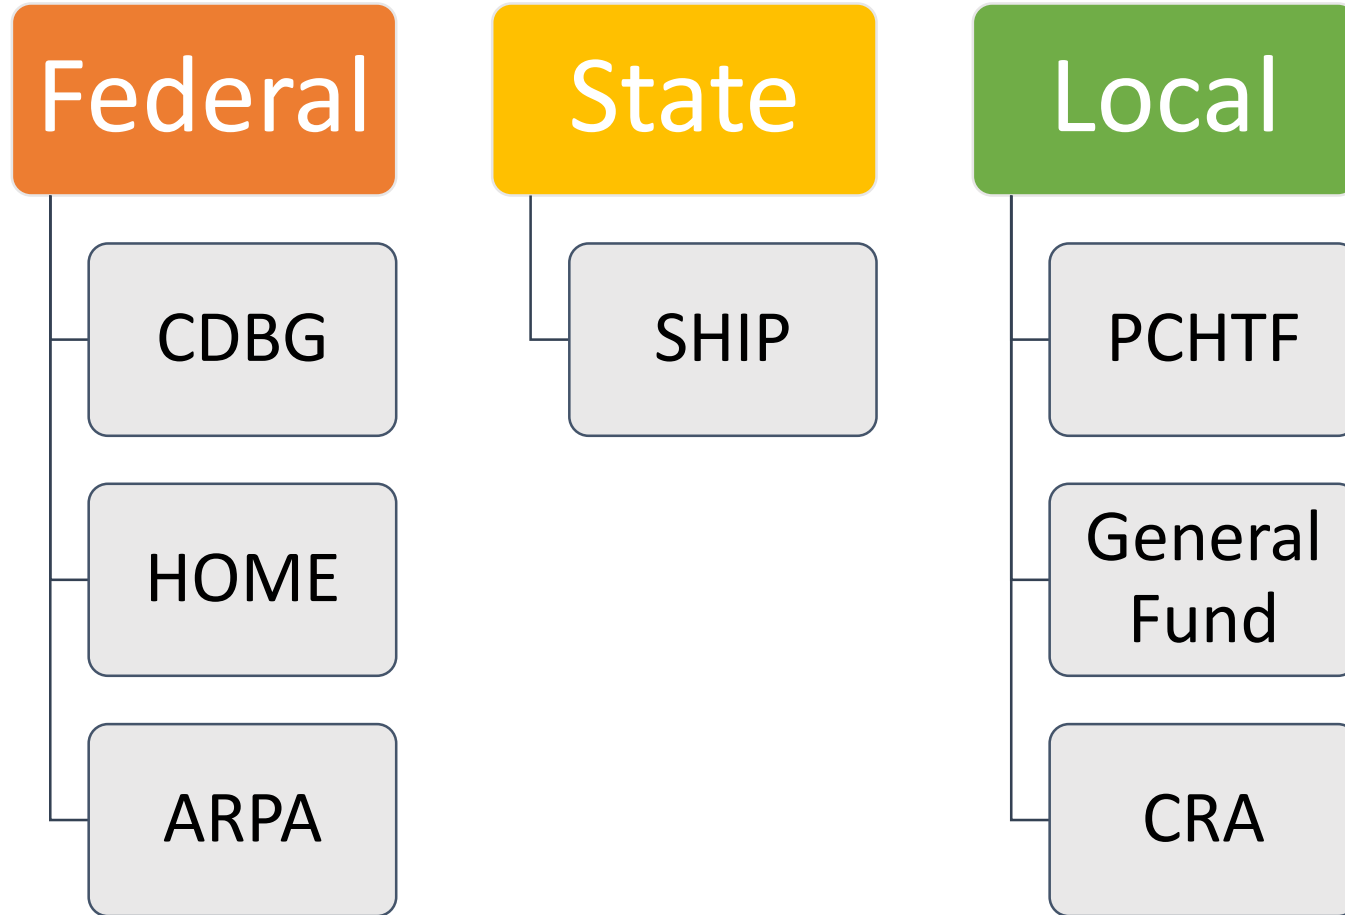 Federal
CDBG
HOME
ARPA
State
SHIP
Local
PCHTF
General
Fund
CRA